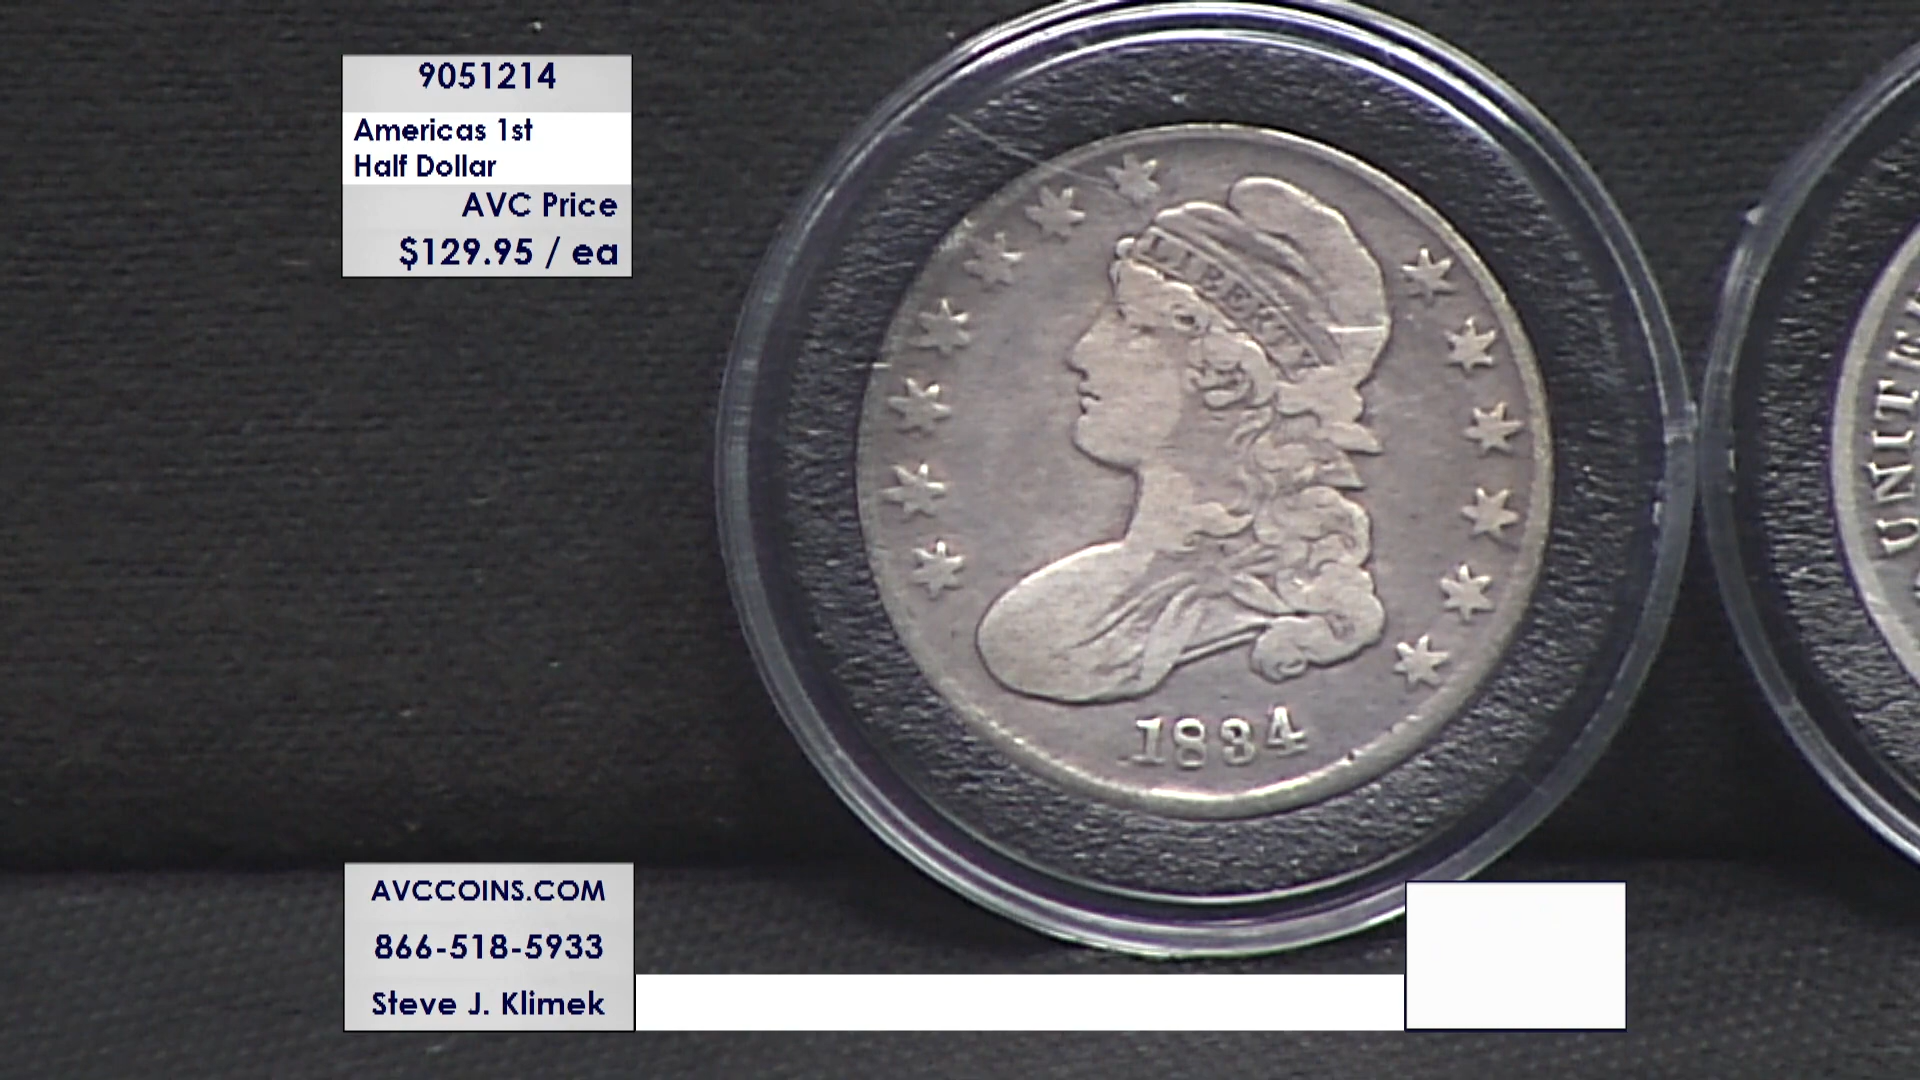 9051214
Americas 1st
Half Dollar
AVC Price
$129.95 / ea
LIBERTY
1834
UNITE
AVCCOINS.COM
866-518-5933
Steve J. Klimek